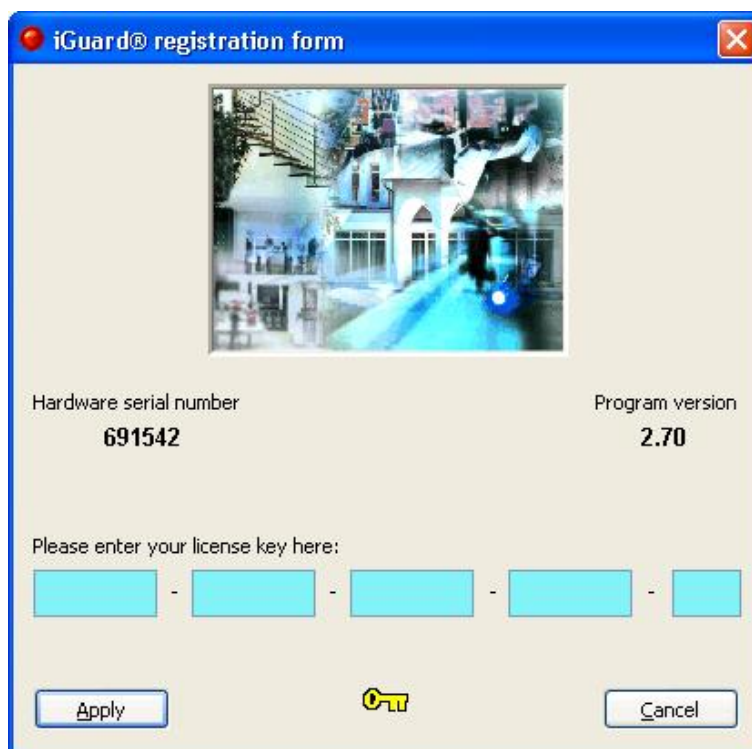 iGuard® registration form
Hardware serial number
Program version
691542
2.70
Please enter your license key here:
- - - -
Apply
Cancel